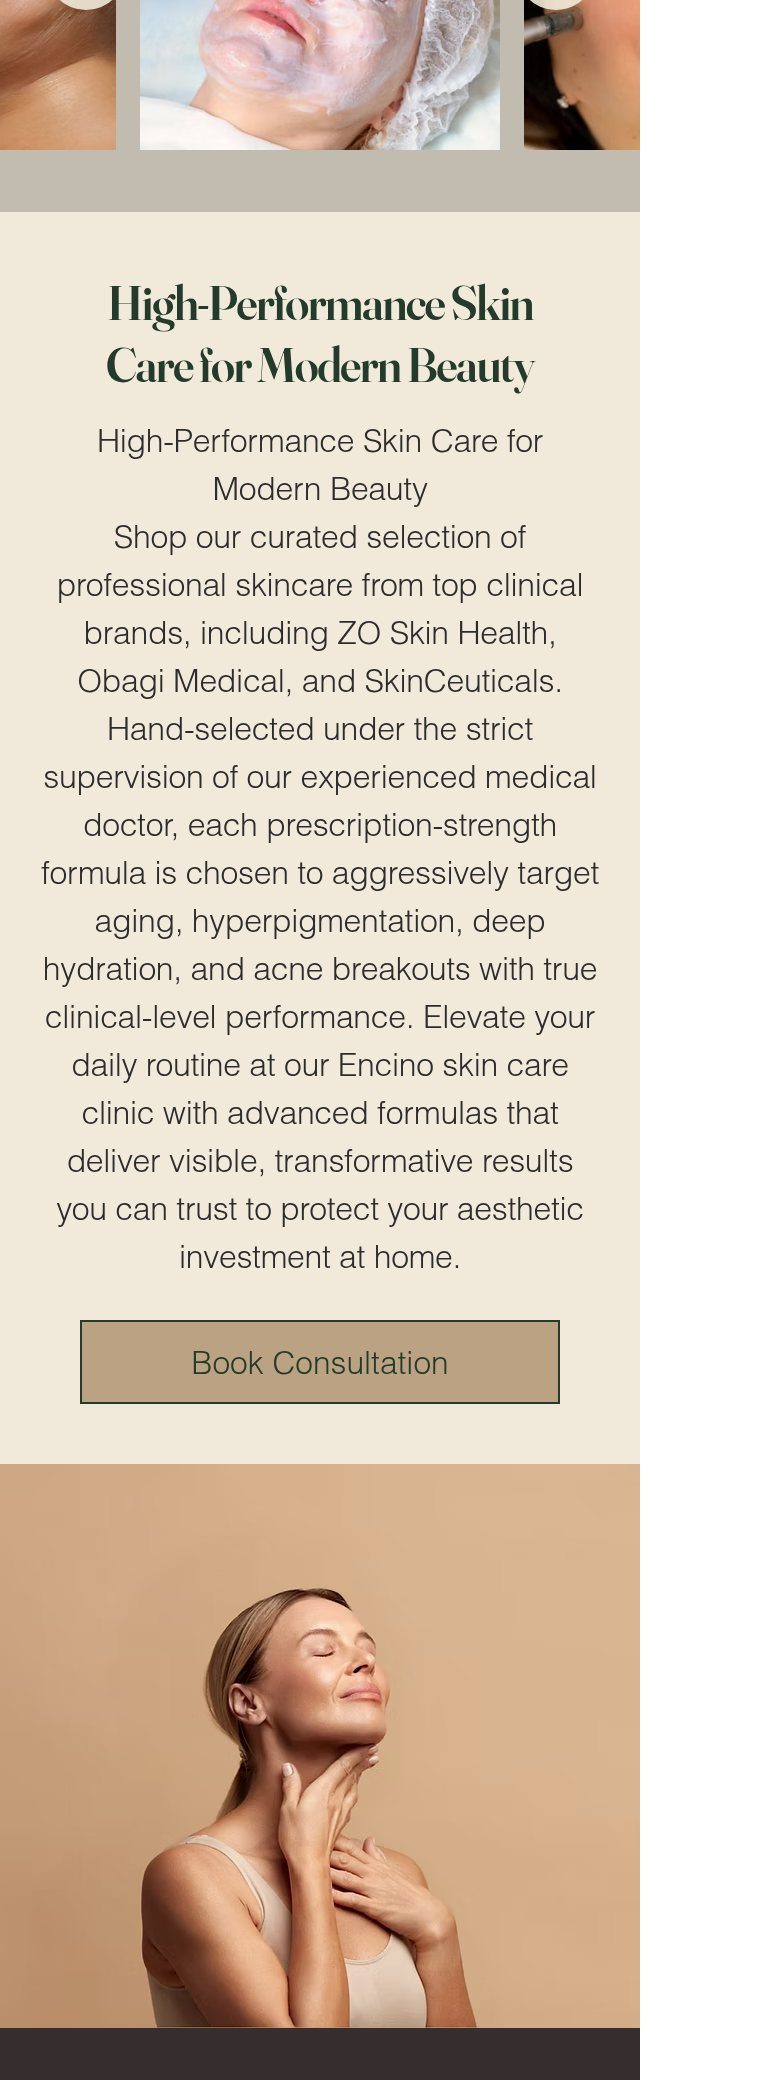 High-Performance Skin
Care for Modern Beauty
High-Performance Skin Care for
Modern Beauty
Shop our curated selection of
professional skincare from top clinical
brands, including ZO Skin Health,
Obagi Medical, and SkinCeuticals.
Hand-selected under the strict
supervision of our experienced medical
doctor, each prescription-strength
formula is chosen to aggressively target
aging, hyperpigmentation, deep
hydration, and acne breakouts with true
clinical-level performance. Elevate your
daily routine at our Encino skin care
clinic with advanced formulas that
deliver visible, transformative results
you can trust to protect your aesthetic
investment at home.
Book Consultation